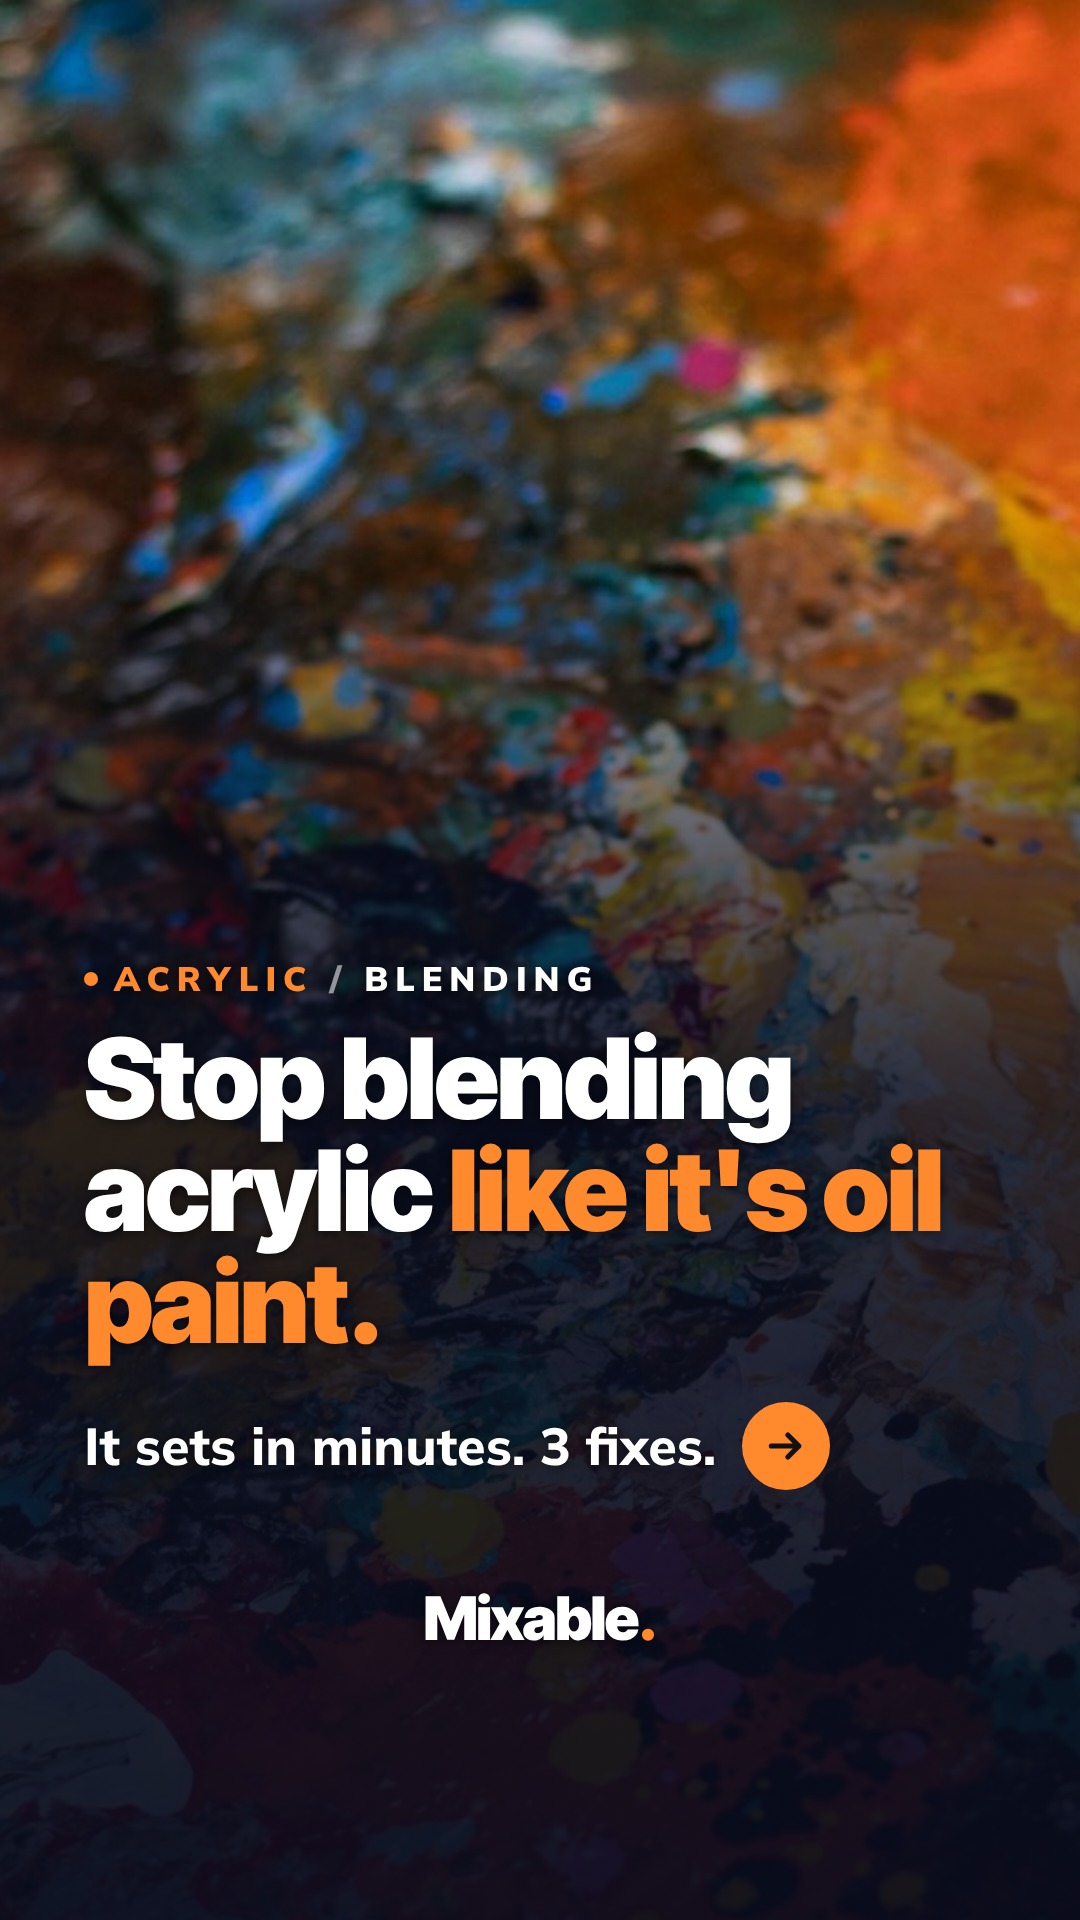 • ACRYLIC / BLENDING
Stop blending
acrylic like it's oil
paint.
It sets in minutes. 3 fixes.
Mixable.